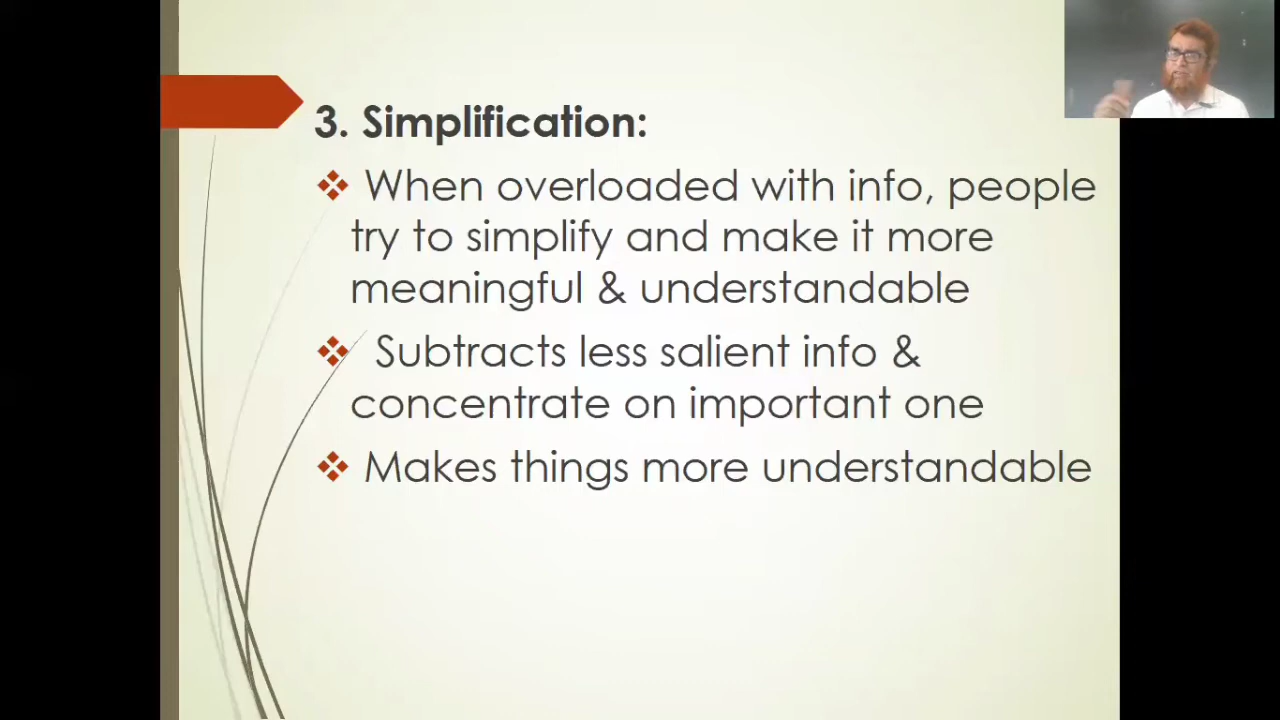 3. Simplification:
When overloaded with info, people
try to simplify and make it more
meaningful & understandable
Subtracts less salient info &
concentrate on important one
Makes things more understandable